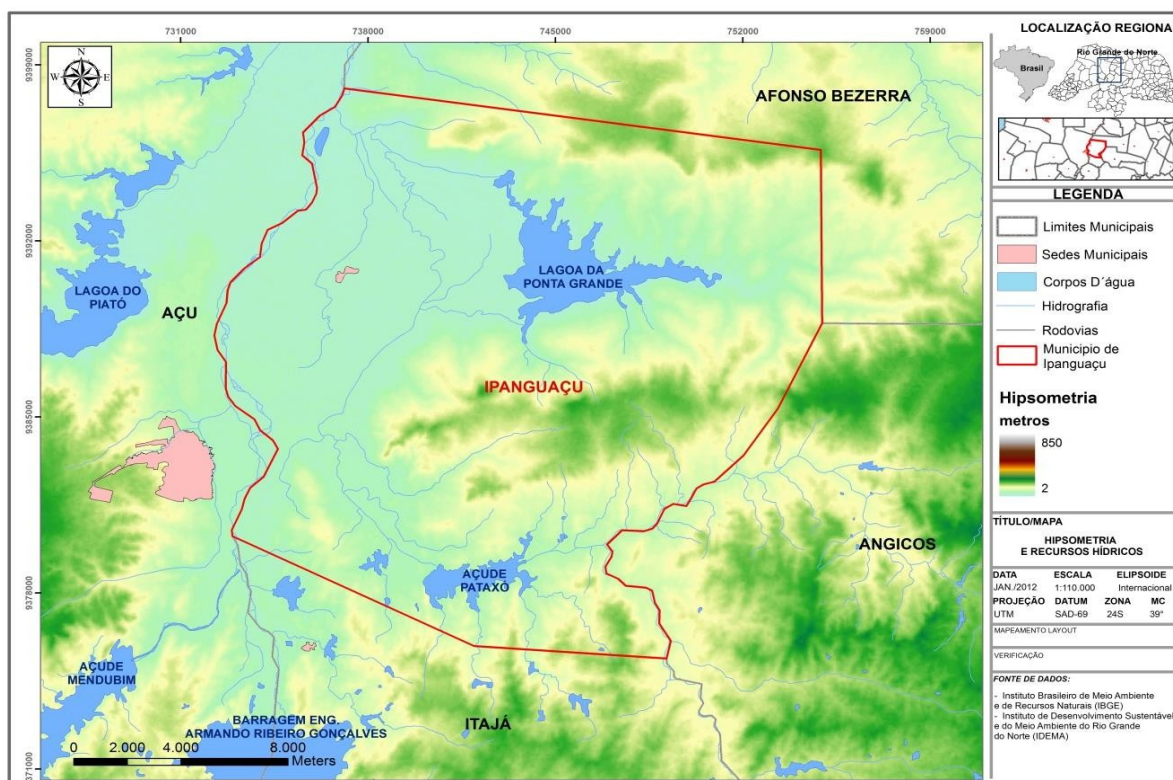 731000
738000
745000
752000
759000
9399000
9392000
9385000
9378000
9371000
N
W
E
S
AFONSO BEZERRA
LAGOA DO
PIATÓ
AÇU
LAGOA DA
PONTA GRANDE
IPANGUAÇU
ANGICOS
AÇUDE
PATAXÓ
AÇUDE
MENDUBIM
BARRAGEM ENG.
ARMANDO RIBEIRO GONÇALVES
ITAJÁ
0 2.000 4.000 8.000
Meters
LOCALIZAÇÃO REGIONA
Rio Grande do Norte
Brasil
LEGENDA
Limites Municipais
Sedes Municipais
Corpos D´água
Hidrografia
Rodovias
Municipio de
Ipanguaçu
Hipsometria
metros
850
2
TÍTULO/MAPA
HIPSOMETRIA
E RECURSOS HÍDRICOS
DATA ESCALA ELIPSOIDE
JAN./2012 1:110.000 Internacional
PROJEÇÃO DATUM ZONA MC
UTM SAD-69 24S 39°
MAPEAMENTO LAYOUT
VERIFICAÇÃO
FONTE DE DADOS:
- Instituto Brasileiro de Meio Ambiente
e de Recursos Naturais (IBGE)
- Instituto de Desenvolvimento Sustentável
e do Meio Ambiente do Rio Grande
do Norte (IDEMA)